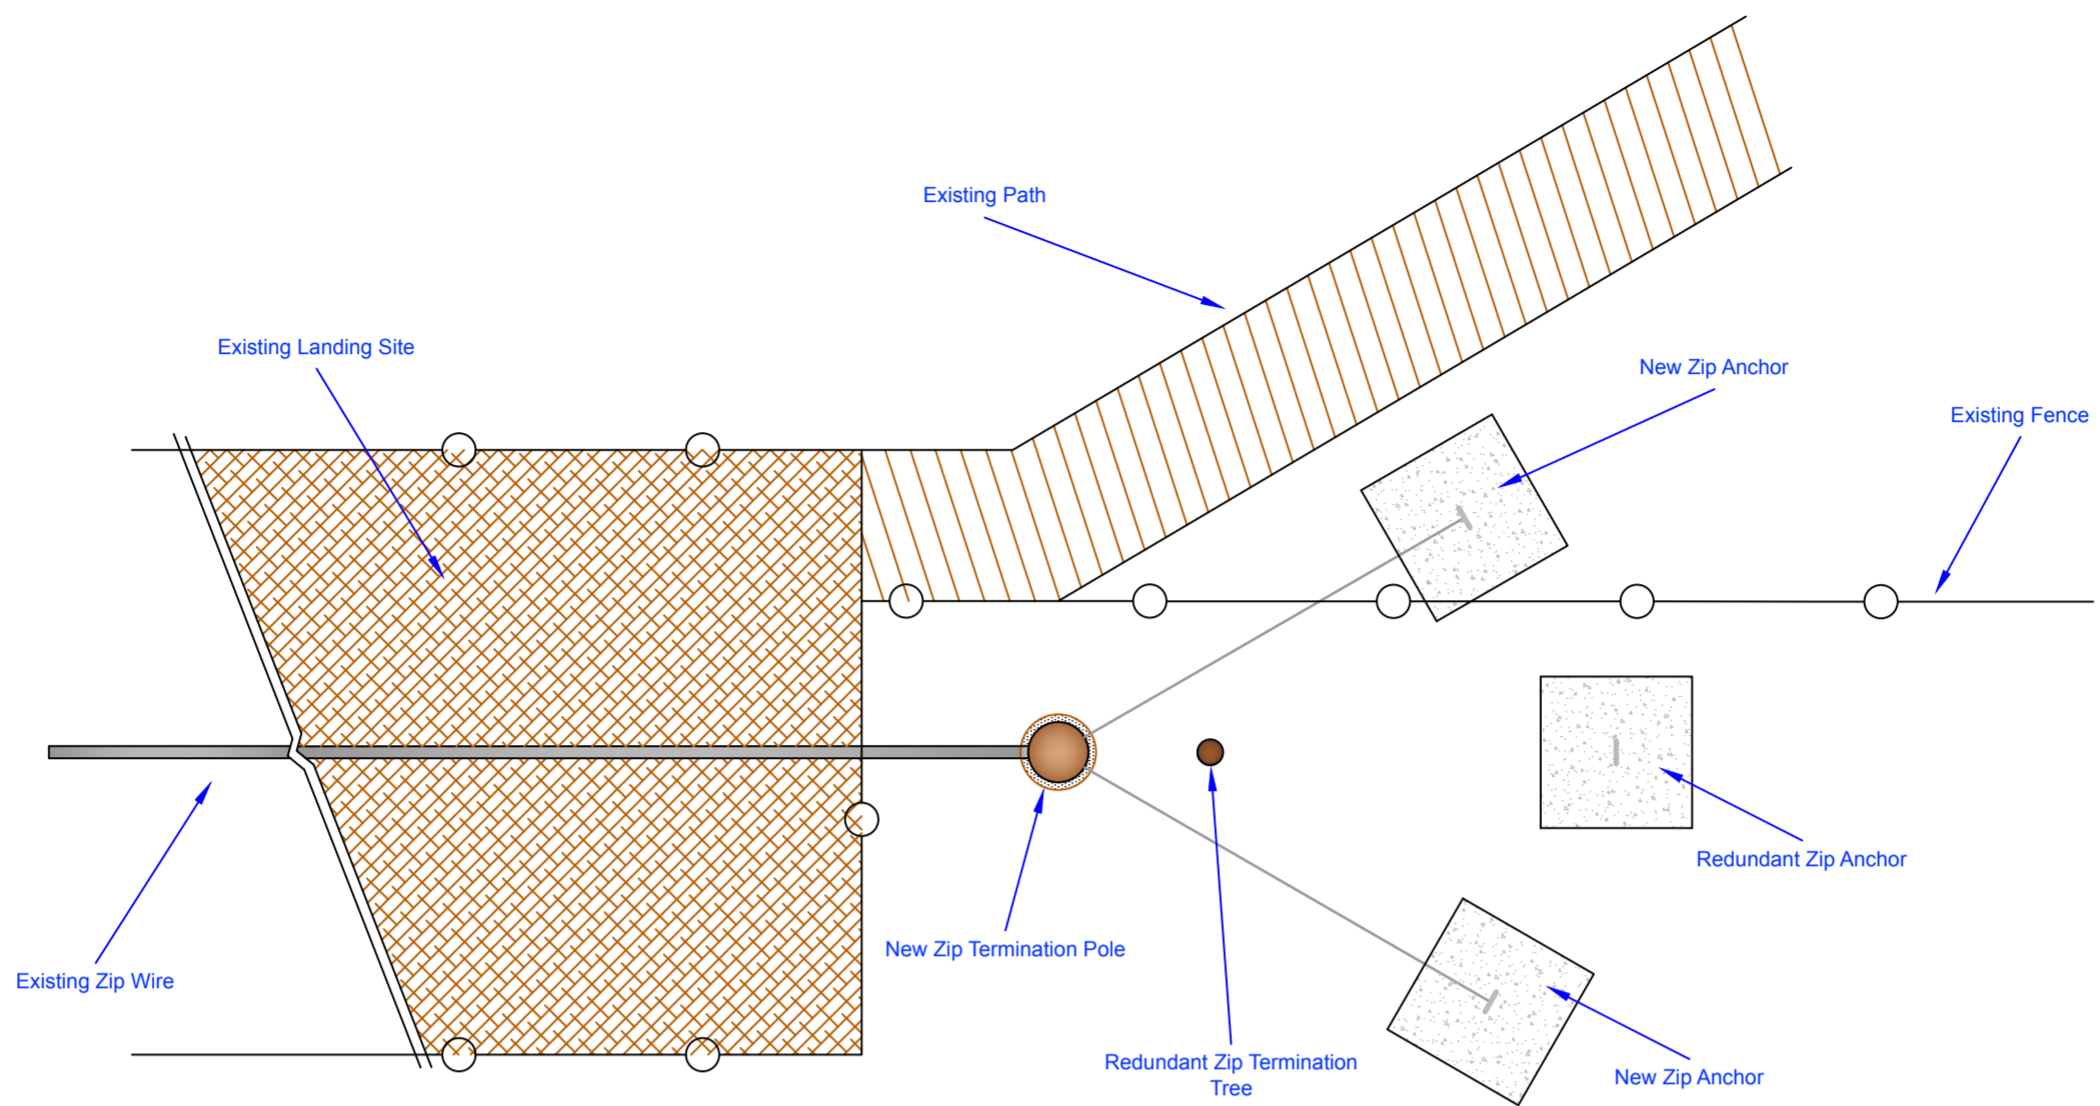 Existing Path
Existing Landing Site
New Zip Anchor
Existing Fence
Redundant Zip Anchor
New Zip Termination Pole
Existing Zip Wire
Redundant Zip Termination
Tree
New Zip Anchor